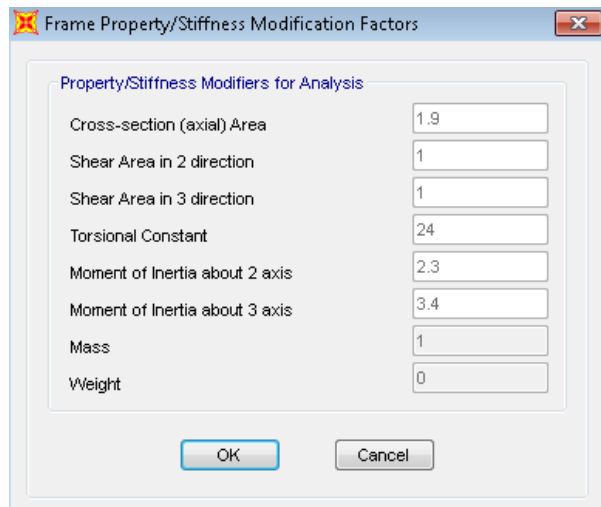 Frame Property/Stiffness Modification Factors
Property/Stiffness Modifiers for Analysis
Cross-section (axial) Area 1.9
Shear Area in 2 direction 1
Shear Area in 3 direction 1
Torsional Constant 24
Moment of Inertia about 2 axis 2.3
Moment of Inertia about 3 axis 3.4
Mass 1
Weight 0
OK Cancel